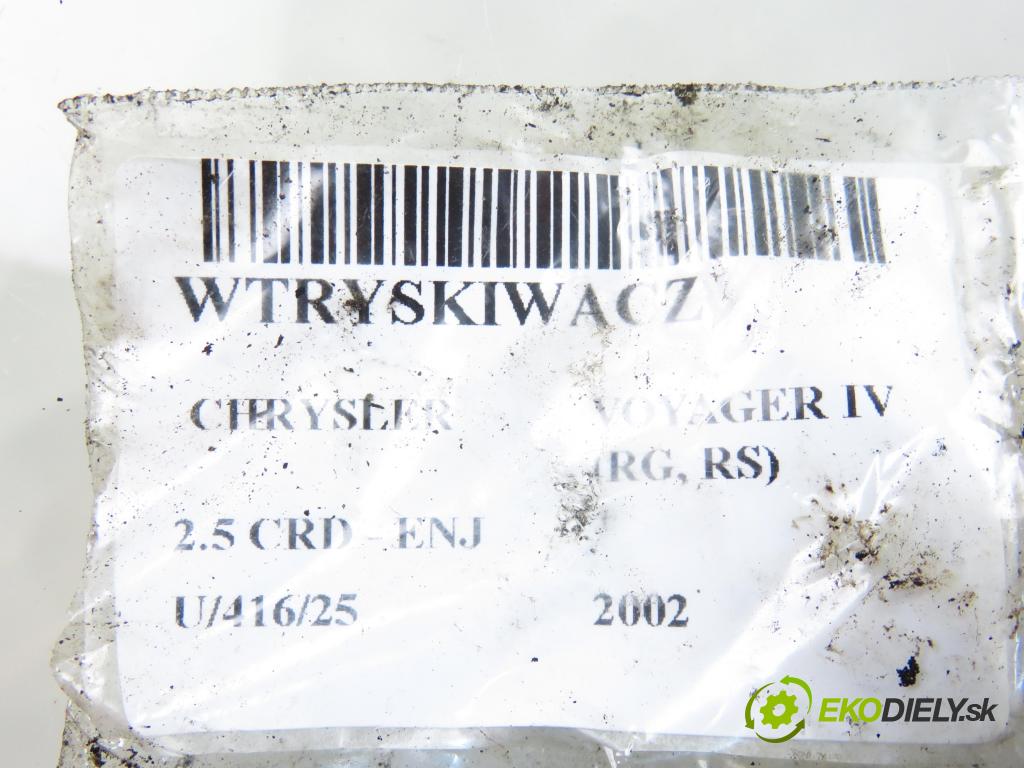 WTRYSKIWACZ
CHRYSLER VOYAGER IV
(RG, RS)
2.5 CRD - ENJ
U/416/25 2002
EKODIELY.sk